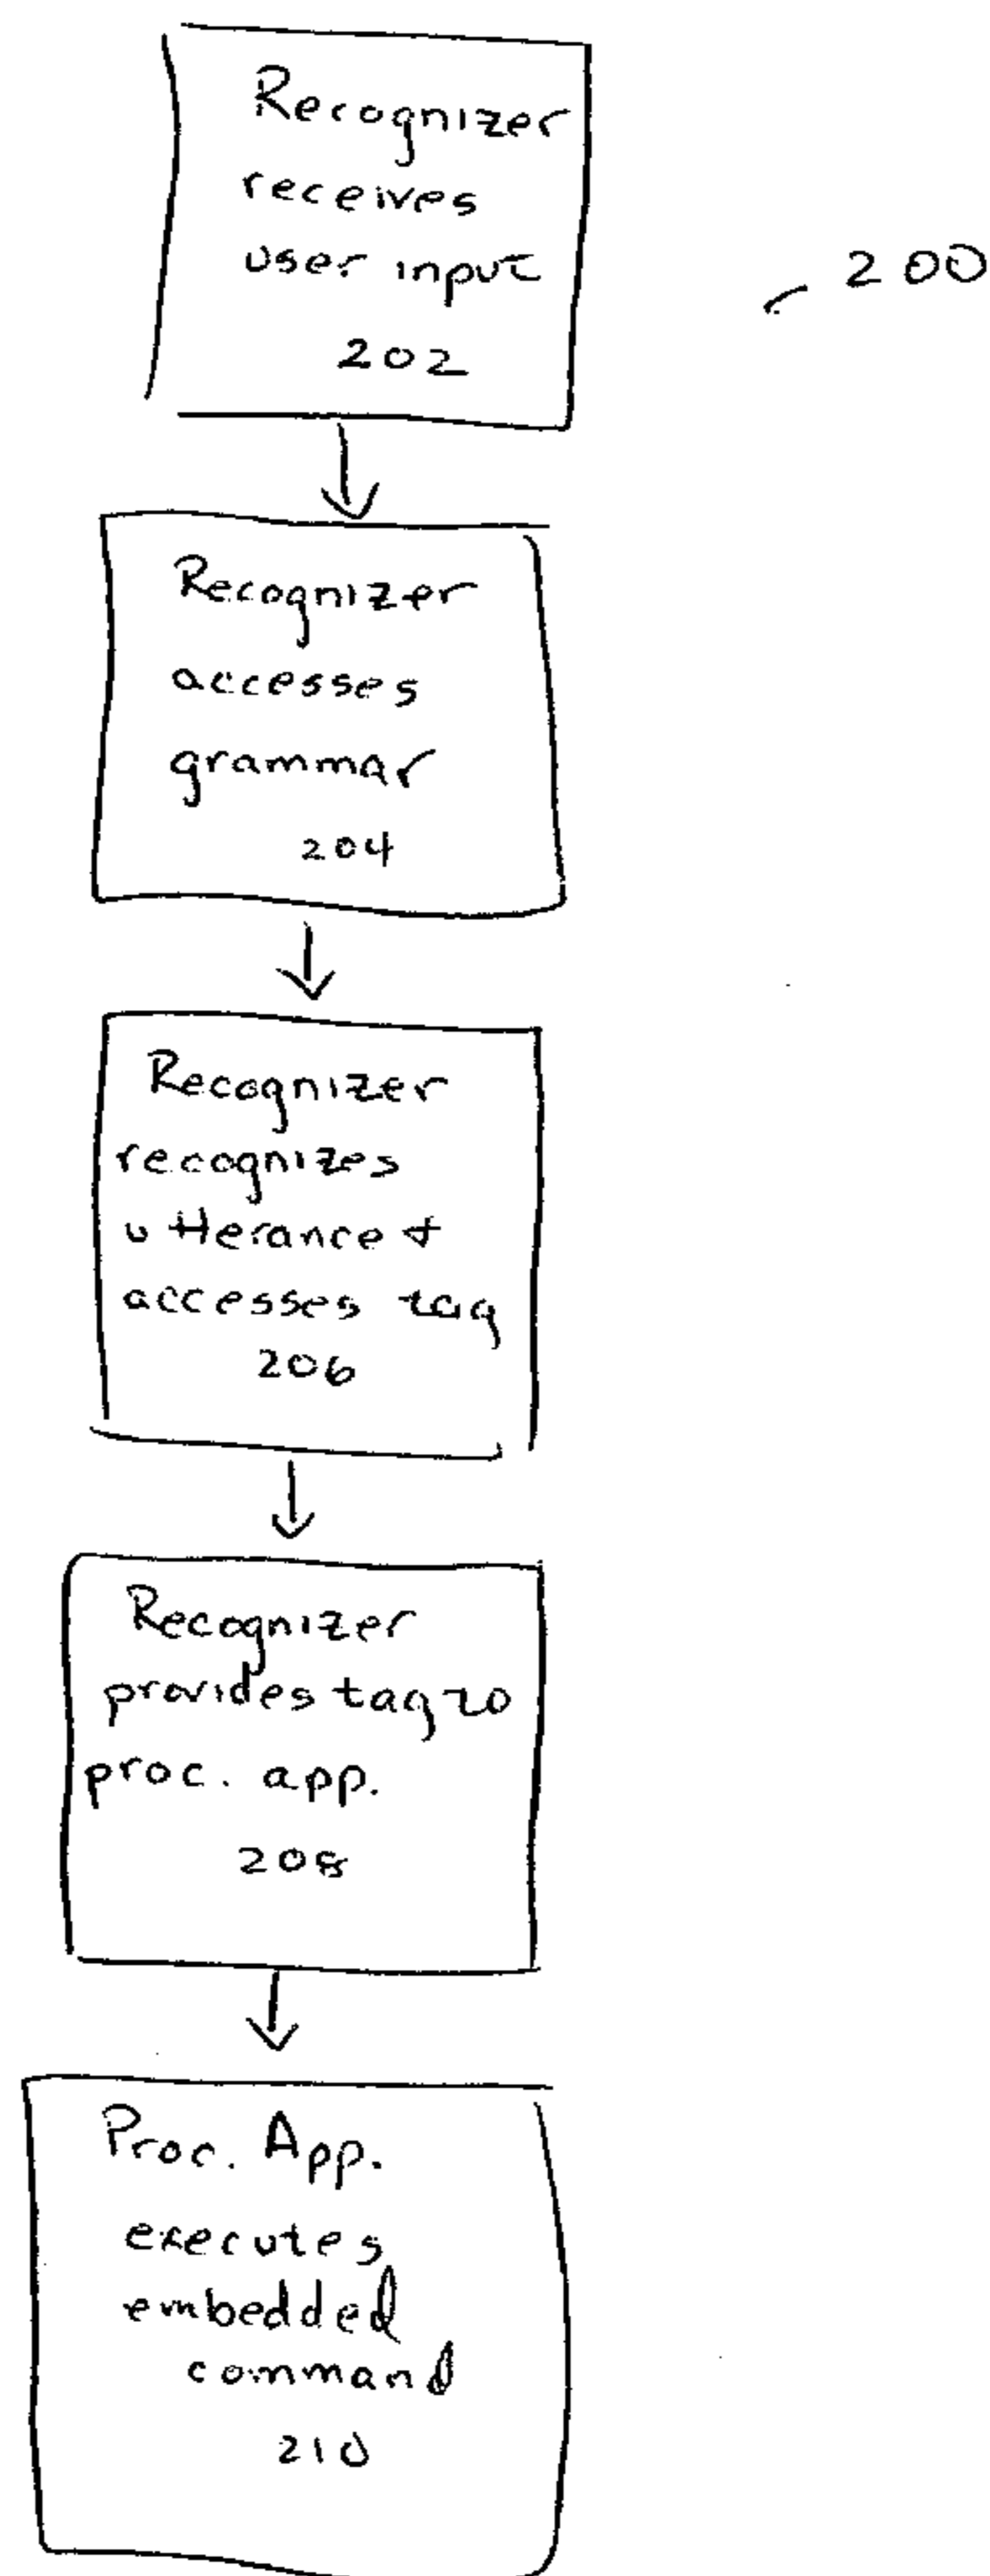 Recognizer
receives
user input
202
200
Recognizer
accesses
grammar
204
Recognizer
recognizes
utterance +
accesses tag
206
Recognizer
provides tag to
proc. app.
208
Proc. App.
executes
embedded
command
210